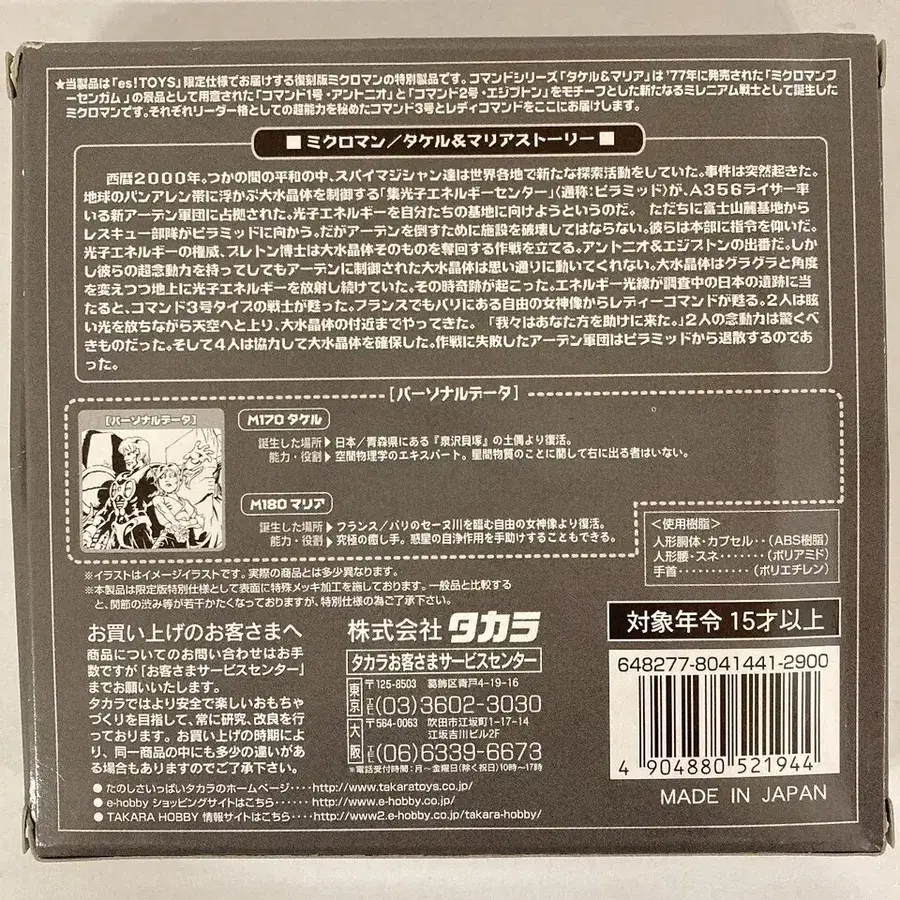 ★当製品は「es!TOYS」限定仕様でお届けする復刻版ミクロマンの特別製品です。コマンドシリーズ「タケル&マリア」は'77年に発売された「ミクロマンフ
ーセンガム」の景品として用意された「コマンド1号・アントニオ」と「コマンド2号・エジプトン」をモチーフとした新たなるミレニアム戦士として誕生した
ミクロマンです。それぞれリーダー格としての超能力を秘めたコマンド3号とレディコマンドをここにお届けします。
■ミクロマン/タケル&マリアストーリー■
西暦2000年。つかの間の平和の中、スパイマジシャン達は世界各地で新たな探索活動をしていた。事件は突然起きた。
地球のバンアレン帯に浮かぶ大水晶体を制御する「集光子エネルギーセンター」〈通称:ピラミッド〉が、A356ライザー率
いる新アーデン軍団に占拠された。光子エネルギーを自分たちの基地に向けようというのだ。 ただちに富士山麓基地から
レスキュー部隊がピラミッドに向かう。だがアーデンを倒すために施設を破壊してはならない。彼らは本部に指令を仰いだ。
光子エネルギーの権威、ブレトン博士は大水晶体そのものを奪回する作戦を立てる。アントニオ&エジプトンの出番だ。しか
し彼らの超念動力を持ってしてもアーデンに制御された大水晶体は思い通りに動いてくれない。大水晶体はグラグラと角度
を変えつつ地上に光子エネルギーを放射し続けていた。その時奇跡が起こった。エネルギー光線が調査中の日本の遺跡に当
たると、コマンド3号タイプの戦士が甦った。フランスでもパリにある自由の女神像からレディーコマンドが甦る。2人は眩
い光を放ちながら天空へと上り、大水晶体の付近までやってきた。「我々はあなた方を助けに来た。」2人の念動力は驚くべ
きものだった。そして4人は協力して大水晶体を確保した。作戦に失敗したアーデン軍団はピラミッドから退散するのであ
った。
[パーソナルデータ]
[パーソナルデータ]
M170 タケル
誕生した場所▶日本/青森県にある『泉沢貝塚』の土偶より復活。
能力・役割▶空間物理学のエキスパート。星間物質のことに関して右に出る者はいない。
M180 マリア
誕生した場所▶フランス/パリのセーヌ川を臨む自由の女神像より復活。
能力・役割▶究極の癒し手。惑星の自浄作用を手助けすることもできる。
<使用樹脂>
人形胴体・カプセル・・(ABS樹脂)
人形腰・スネ・・・・・・・(ポリアミド)
手首・・・・・・・・・・・(ポリエチレン)
※イラストはイメージイラストです。実際の商品とは多少異なります。
※本製品は限定版特別仕様として表面に特殊メッキ加工を施しております。一般品と比較する
と、関節の渋み等が若干かたくなっておりますが、特別仕様の為ご了承下さい。
お買い上げのお客さまへ
商品についてのお問い合わせはお手
数ですが「お客さまサービスセンター」
までお願いいたします。
タカラではより安全で楽しいおもちゃ
づくりを目指して、常に研究、改良を行
っております。お買い上げの時期によ
り、同一商品の中にも多少の違いがあ
る場合もありますのでご了承下さい。
株式会社 タカラ
タカラお客さまサービスセンター
東京 〒125-8503 葛飾区青戸4-19-16
TEL(03)3602-3030
大阪 〒564-0063 吹田市江坂町1-17-14
江坂吉川ビル2F
TEL(06)6339-6673
※電話受付時間:月〜金曜日(除く祝日)10時〜17時
●たのしさいっぱいタカラのホームページ・・・・http://www.takaratoys.co.jp/
●e-hobby ショッピングサイトはこちら・・・・・http://www.e-hobby.co.jp/
●TAKARA HOBBY 情報サイトはこちら・・・・http://www2.e-hobby.co.jp/takara-hobby/
対象年令 15才以上
648277-8041441-2900
4 904880 521944
MADE IN JAPAN